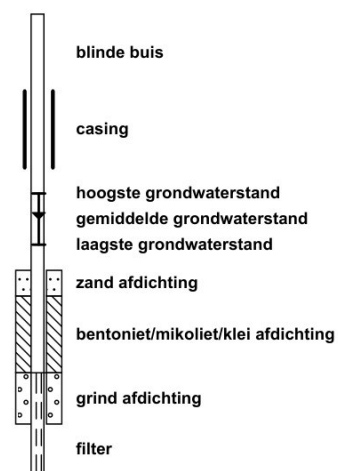 blinde buis
casing
hoogste grondwaterstand
gemiddelde grondwaterstand
laagste grondwaterstand
zand afdichting
bentoniet/mikoliet/klei afdichting
grind afdichting
filter